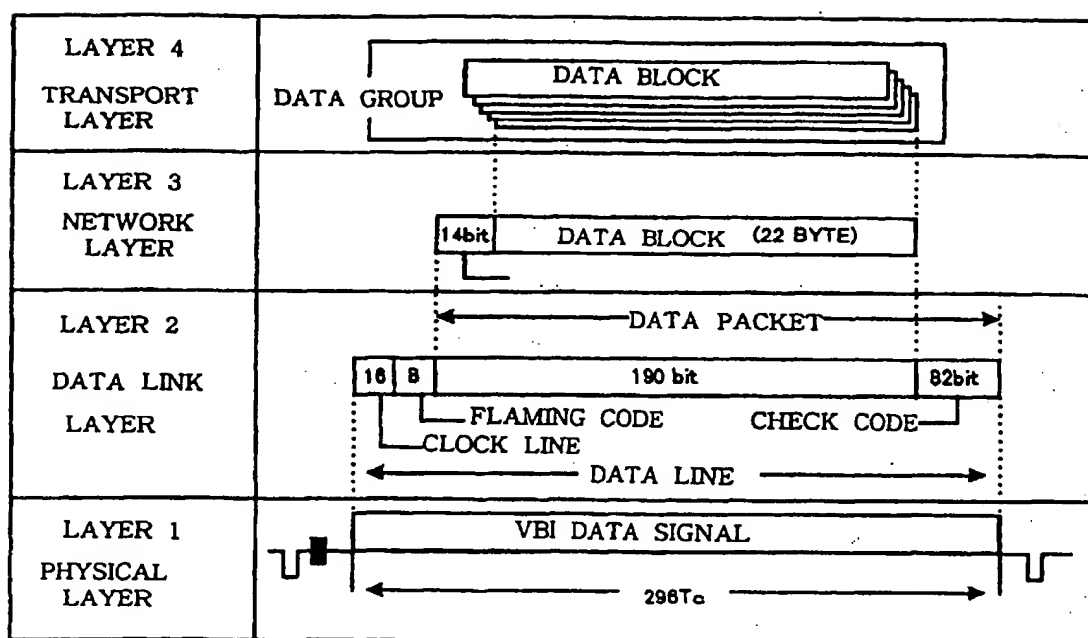 LAYER 4
TRANSPORT
LAYER
DATA GROUP
DATA BLOCK
LAYER 3
NETWORK
LAYER
14bit
DATA BLOCK (22 BYTE)
LAYER 2
DATA LINK
LAYER
DATA PACKET
16
8
190 bit
82bit
FLAMING CODE
CHECK CODE
CLOCK LINE
DATA LINE
LAYER 1
PHYSICAL
LAYER
VBI DATA SIGNAL
296Tc